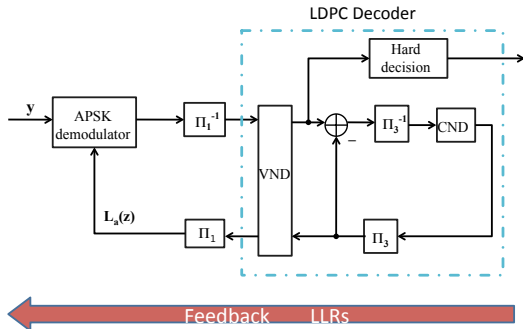 LDPC Decoder
Hard
decision
y
APSK
demodulator
Π₁⁻¹
VND
−
Π₃⁻¹
CND
Lₐ(z)
Π₁
Π₃
Feedback LLRs